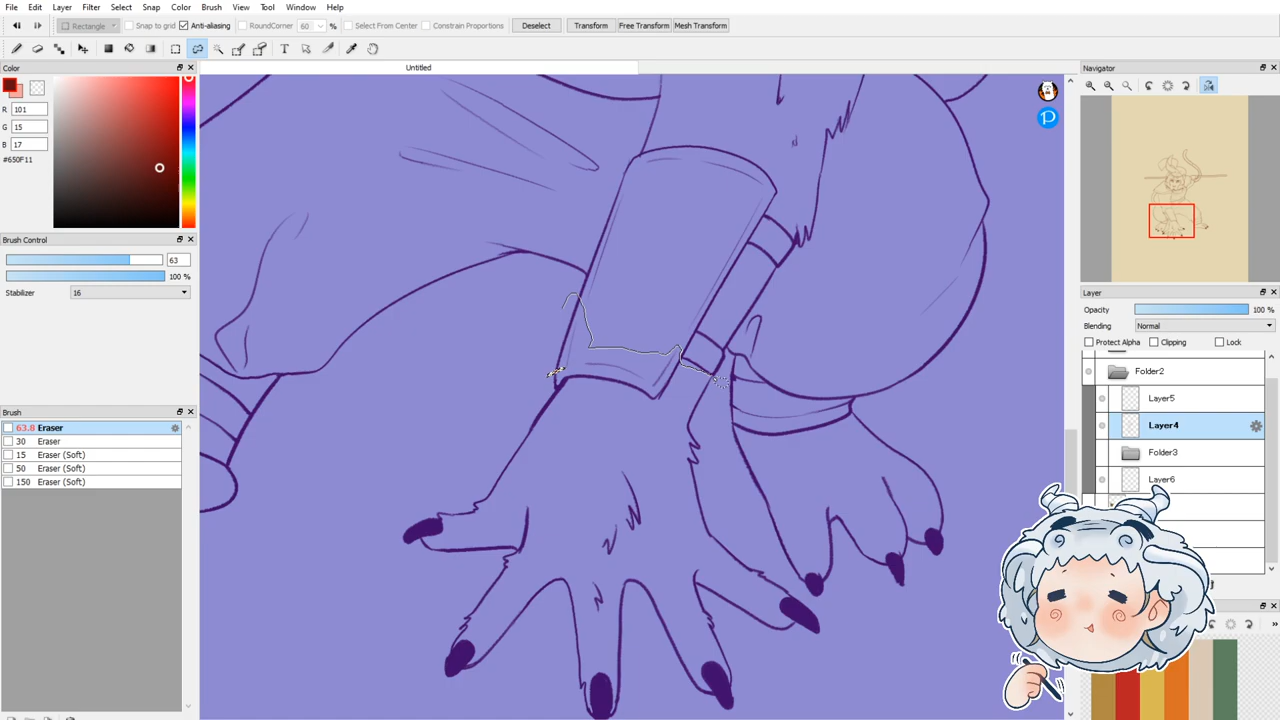 File Edit Layer Filter Select Snap Color Brush View Tool Window Help
Rectangle Snap to grid Anti-aliasing RoundCorner 60 % Select From Center Constrain Proportions Deselect Transform Free Transform Mesh Transform
T
Color
Untitled
Navigator
R 101
G 15
B 17
#650F11
Brush Control
63
100 %
Stabilizer 16
Layer
Opacity 100 %
Blending Normal
Protect Alpha Clipping Lock
Folder2
Layer5
Layer4
Folder3
Layer6
Brush
63.8 Eraser
30 Eraser
15 Eraser (Soft)
50 Eraser (Soft)
150 Eraser (Soft)